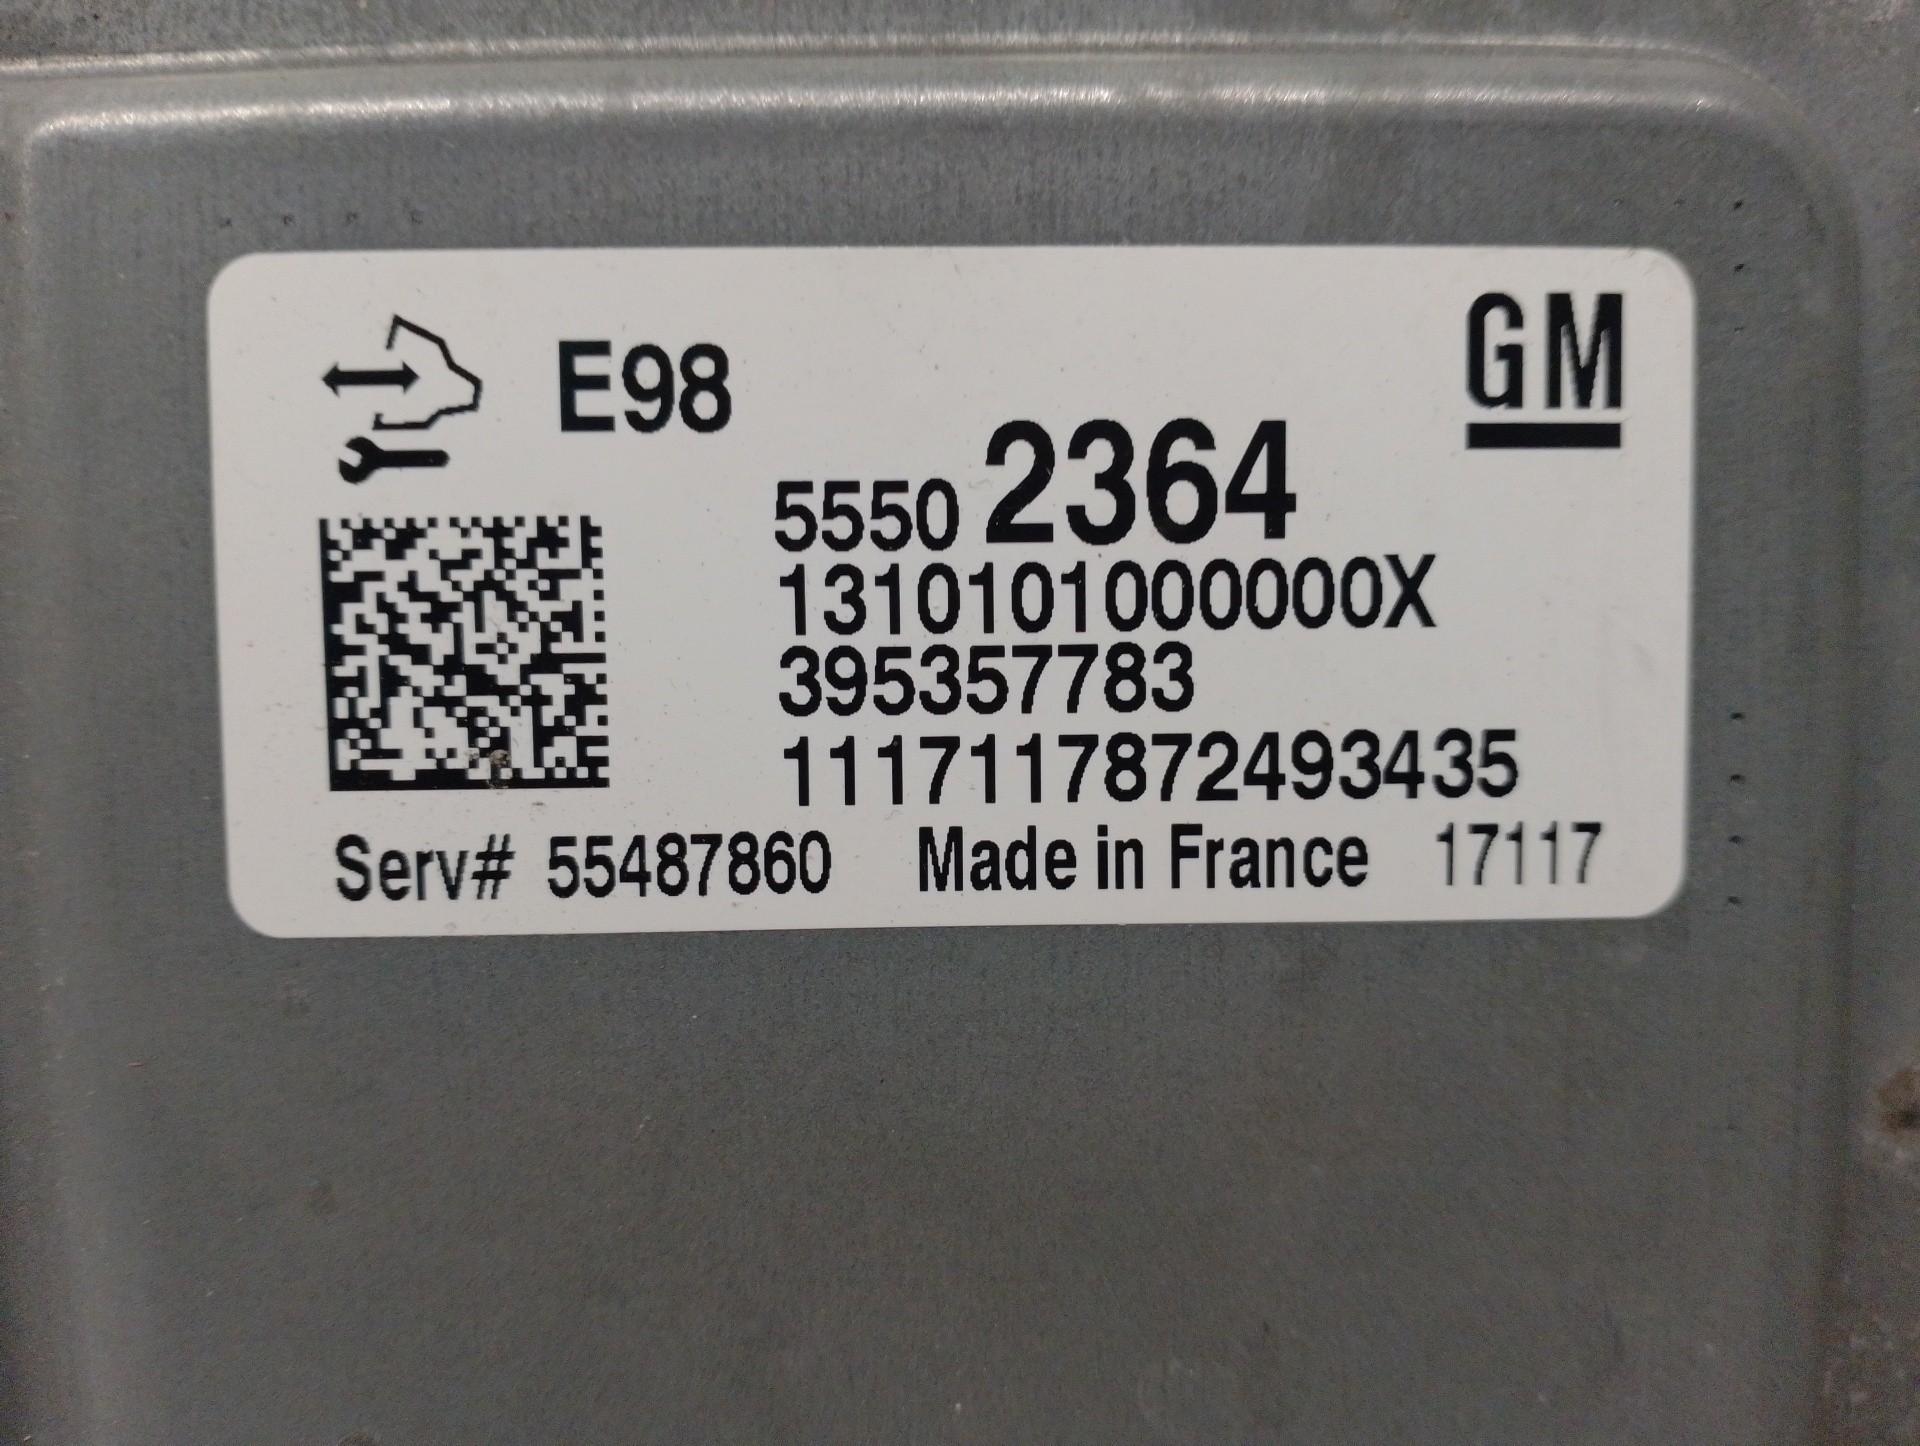 E98
GM
5550 2364
1310101000000X
395357783
1117117872493435
Serv# 55487860 Made in France 17117